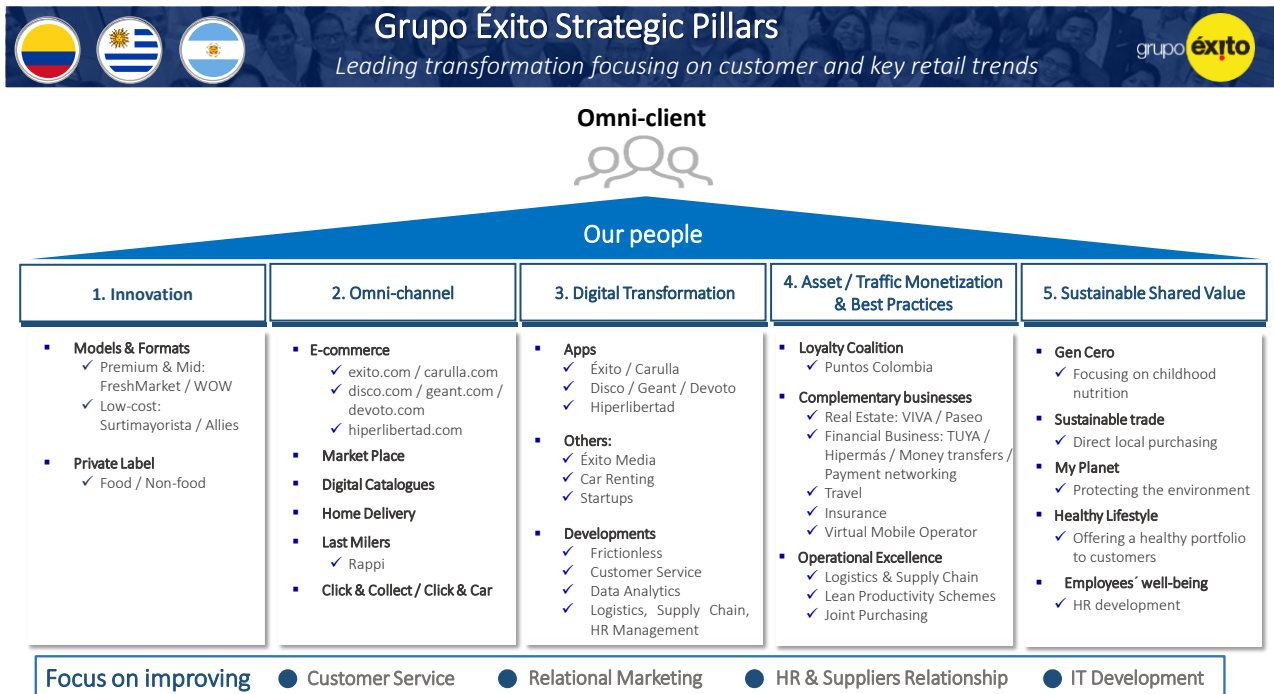 Grupo Éxito Strategic Pillars
Leading transformation focusing on customer and key retail trends
grupo éxito
Omni-client
Our people
1. Innovation
Models & Formats
Premium & Mid:
FreshMarket / WOW
Low-cost:
Surtimayorista / Allies
Private Label
Food / Non-food
2. Omni-channel
E-commerce
exito.com / carulla.com
disco.com / geant.com /
devoto.com
hiperlibertad.com
Market Place
Digital Catalogues
Home Delivery
Last Milers
Rappi
Click & Collect / Click & Car
3. Digital Transformation
Apps
Éxito / Carulla
Disco / Geant / Devoto
Hiperlibertad
Others:
Éxito Media
Car Renting
Startups
Developments
Frictionless
Customer Service
Data Analytics
Logistics, Supply Chain,
HR Management
4. Asset / Traffic Monetization
& Best Practices
Loyalty Coalition
Puntos Colombia
Complementary businesses
Real Estate: VIVA / Paseo
Financial Business: TUYA /
Hipermás / Money transfers /
Payment networking
Travel
Insurance
Virtual Mobile Operator
Operational Excellence
Logistics & Supply Chain
Lean Productivity Schemes
Joint Purchasing
5. Sustainable Shared Value
Gen Cero
Focusing on childhood
nutrition
Sustainable trade
Direct local purchasing
My Planet
Protecting the environment
Healthy Lifestyle
Offering a healthy portfolio
to customers
Employees´ well-being
HR development
Focus on improving
Customer Service
Relational Marketing
HR & Suppliers Relationship
IT Development